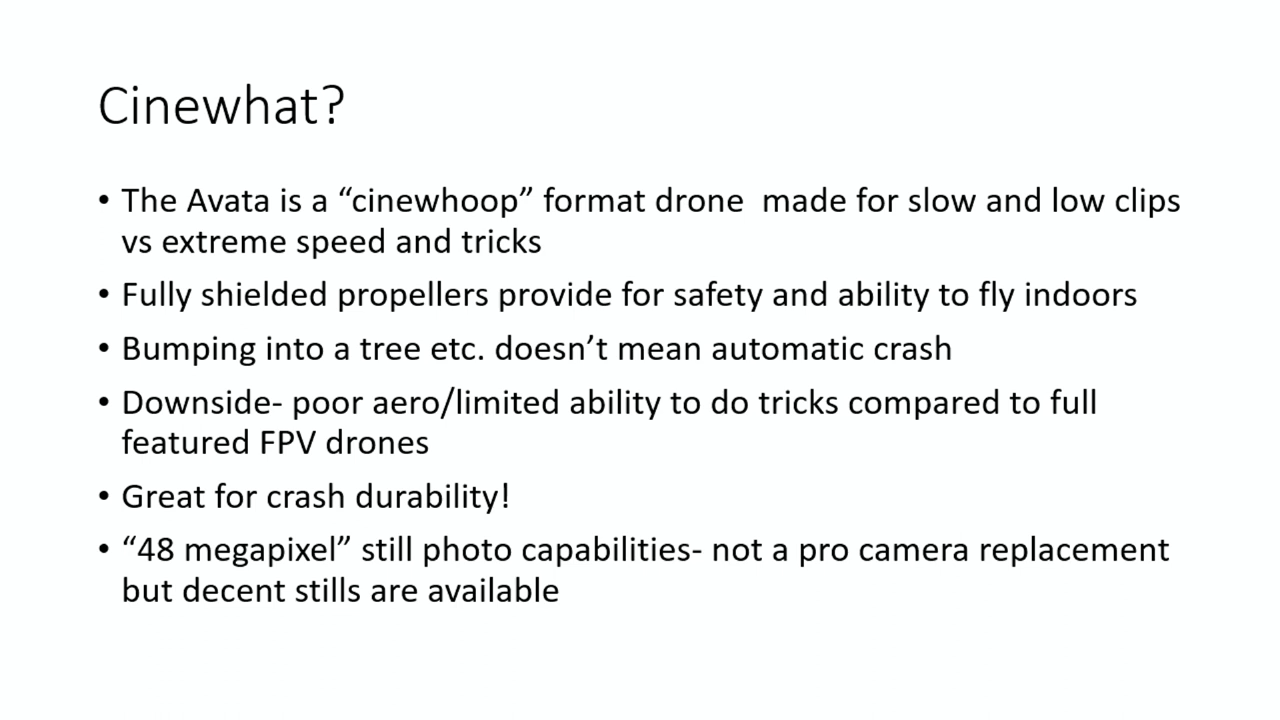 Cinewhat?
• The Avata is a “cinewhoop” format drone  made for slow and low clips
vs extreme speed and tricks
• Fully shielded propellers provide for safety and ability to fly indoors
• Bumping into a tree etc. doesn’t mean automatic crash
• Downside- poor aero/limited ability to do tricks compared to full
featured FPV drones
• Great for crash durability!
• “48 megapixel” still photo capabilities- not a pro camera replacement
but decent stills are available